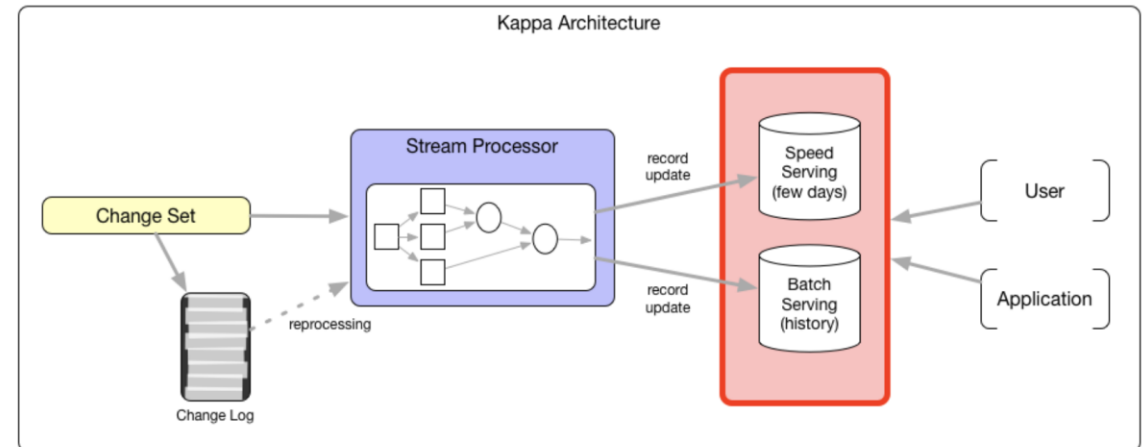 Kappa Architecture
Stream Processor
Change Set
reprocessing
Change Log
record
update
record
update
Speed
Serving
(few days)
Batch
Serving
(history)
User
Application